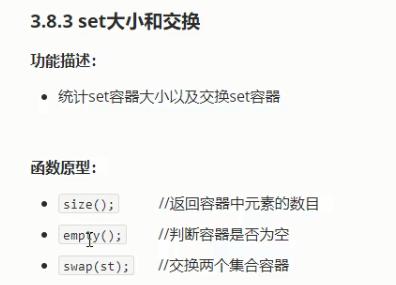 3.8.3 set大小和交换
功能描述：
统计set容器大小以及交换set容器
函数原型：
size(); //返回容器中元素的数目
empty(); //判断容器是否为空
swap(st); //交换两个集合容器